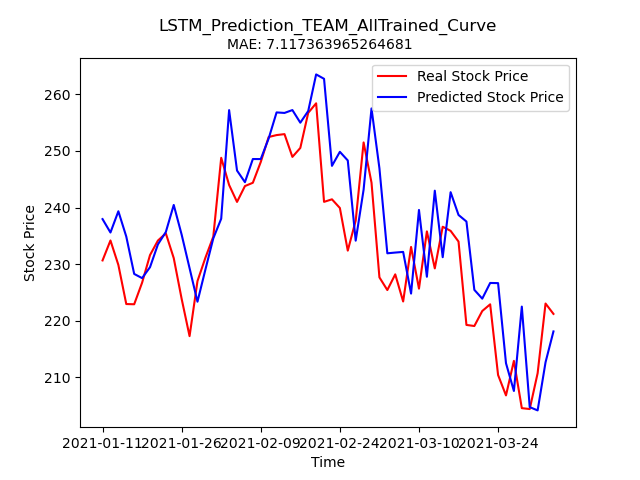 LSTM_Prediction_TEAM_AllTrained_Curve
MAE: 7.117363965264681
Real Stock Price
Predicted Stock Price
Stock Price
260
250
240
230
220
210
2021-01-11 2021-01-26 2021-02-09 2021-02-24 2021-03-10 2021-03-24
Time